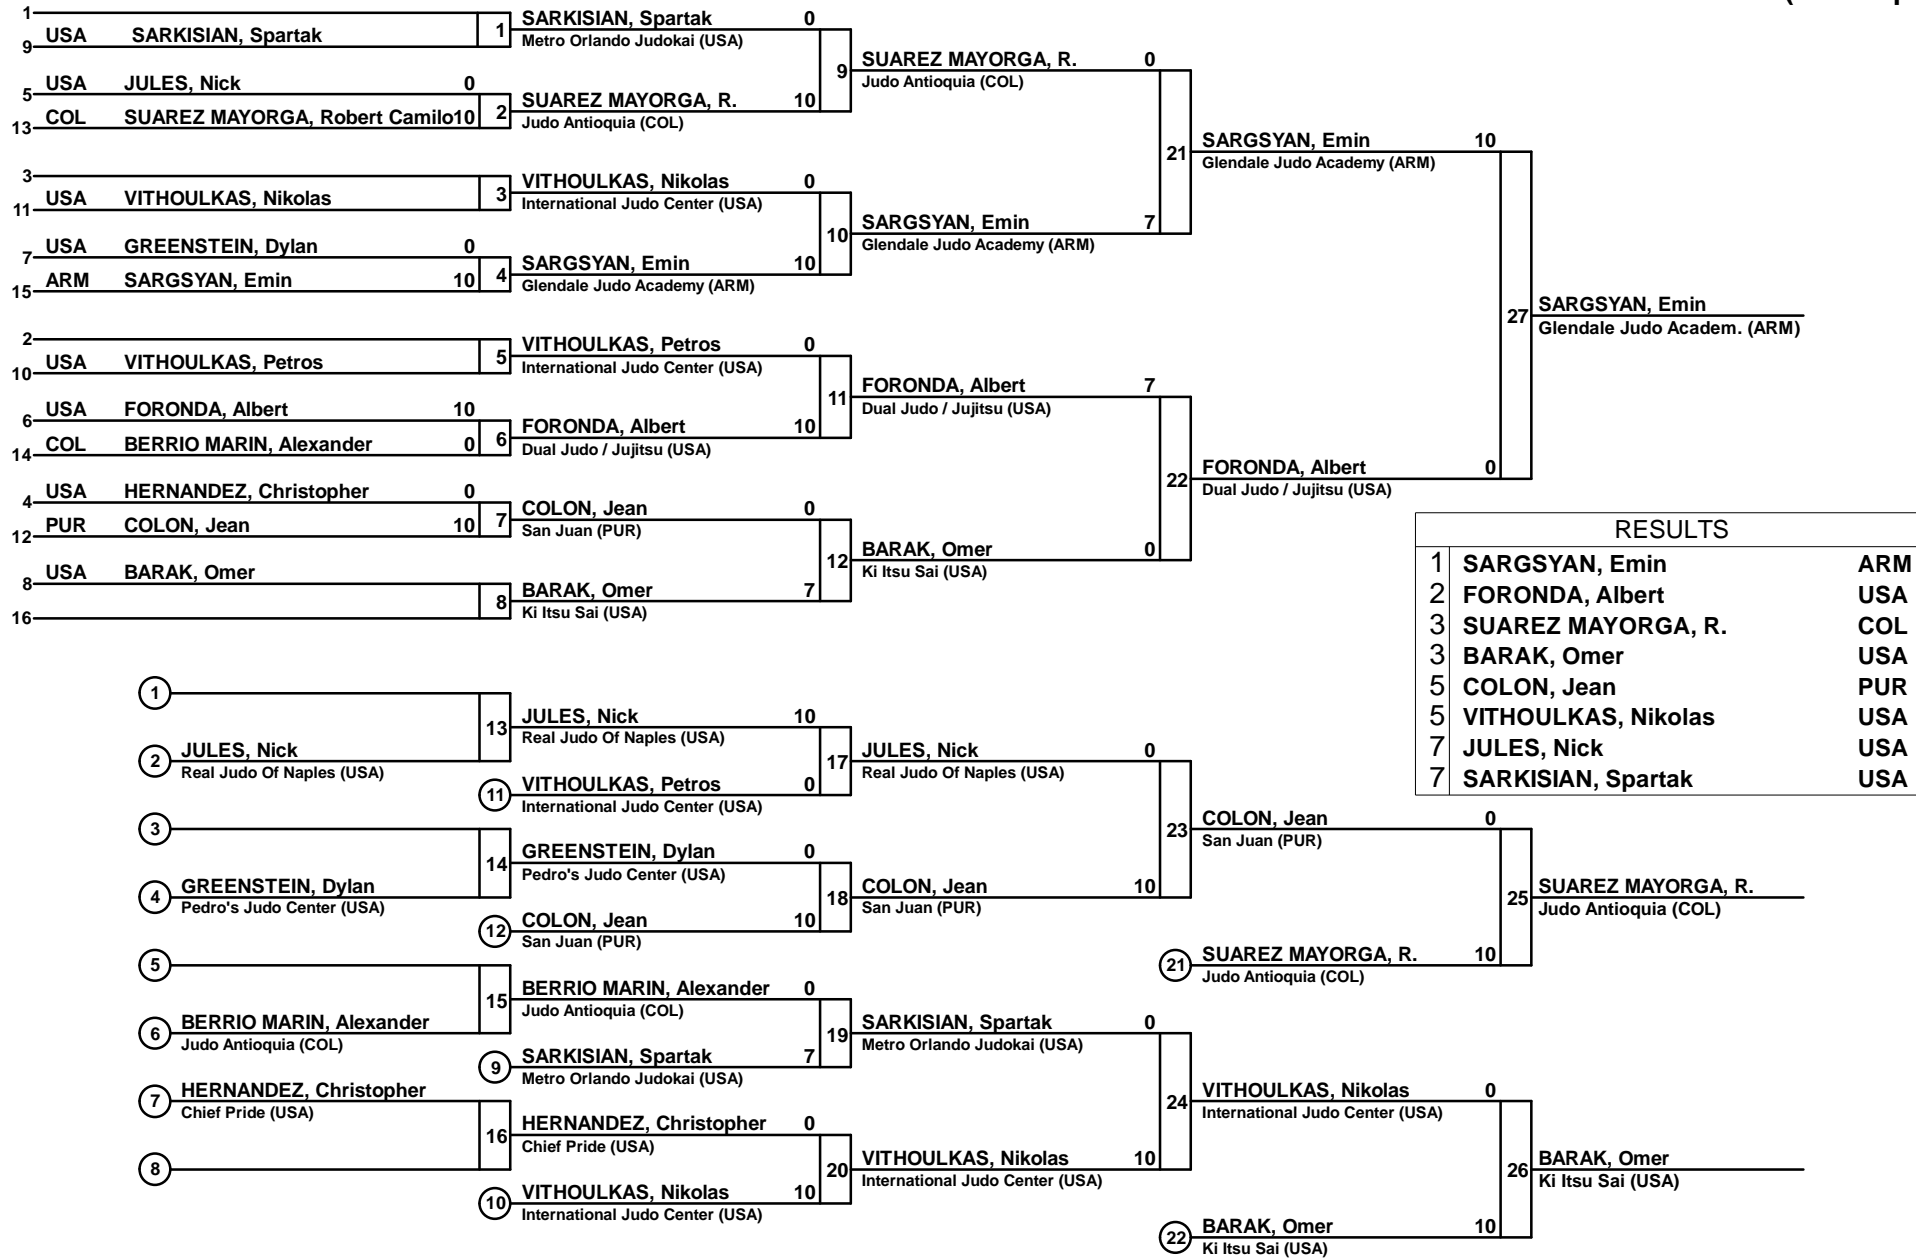 1
USA SARKISIAN, Spartak
9
1
SARKISIAN, Spartak 0
Metro Orlando Judokai (USA)
USA JULES, Nick 0
5
COL SUAREZ MAYORGA, Robert Camilo10
13
2
SUAREZ MAYORGA, R. 10
Judo Antioquia (COL)
9
SUAREZ MAYORGA, R. 0
Judo Antioquia (COL)
3
USA VITHOULKAS, Nikolas
11
3
VITHOULKAS, Nikolas 0
International Judo Center (USA)
USA GREENSTEIN, Dylan 0
7
ARM SARGSYAN, Emin 10
15
4
SARGSYAN, Emin 10
Glendale Judo Academy (ARM)
10
SARGSYAN, Emin 7
Glendale Judo Academy (ARM)
21
SARGSYAN, Emin 10
Glendale Judo Academy (ARM)
2
USA VITHOULKAS, Petros
10
5
VITHOULKAS, Petros 0
International Judo Center (USA)
USA FORONDA, Albert 10
6
COL BERRIO MARIN, Alexander 0
14
6
FORONDA, Albert 10
Dual Judo / Jujitsu (USA)
11
FORONDA, Albert 7
Dual Judo / Jujitsu (USA)
USA HERNANDEZ, Christopher 0
4
PUR COLON, Jean 10
12
7
COLON, Jean 0
San Juan (PUR)
USA BARAK, Omer
8
16
8
BARAK, Omer 7
Ki Itsu Sai (USA)
12
BARAK, Omer 0
Ki Itsu Sai (USA)
22
FORONDA, Albert 0
Dual Judo / Jujitsu (USA)
27
SARGSYAN, Emin
Glendale Judo Academ. (ARM)
RESULTS
1 SARGSYAN, Emin ARM
2 FORONDA, Albert USA
3 SUAREZ MAYORGA, R. COL
3 BARAK, Omer USA
5 COLON, Jean PUR
5 VITHOULKAS, Nikolas USA
7 JULES, Nick USA
7 SARKISIAN, Spartak USA
1
2 JULES, Nick
Real Judo Of Naples (USA)
13
JULES, Nick 10
Real Judo Of Naples (USA)
11 VITHOULKAS, Petros 0
International Judo Center (USA)
17
JULES, Nick 0
Real Judo Of Naples (USA)
3
4 GREENSTEIN, Dylan
Pedro's Judo Center (USA)
14
GREENSTEIN, Dylan 0
Pedro's Judo Center (USA)
12 COLON, Jean 10
San Juan (PUR)
18
COLON, Jean 10
San Juan (PUR)
23
COLON, Jean 0
San Juan (PUR)
21 SUAREZ MAYORGA, R. 10
Judo Antioquia (COL)
25
SUAREZ MAYORGA, R.
Judo Antioquia (COL)
5
6 BERRIO MARIN, Alexander
Judo Antioquia (COL)
15
BERRIO MARIN, Alexander 0
Judo Antioquia (COL)
9 SARKISIAN, Spartak 7
Metro Orlando Judokai (USA)
19
SARKISIAN, Spartak 0
Metro Orlando Judokai (USA)
7 HERNANDEZ, Christopher
Chief Pride (USA)
8
16
HERNANDEZ, Christopher 0
Chief Pride (USA)
10 VITHOULKAS, Nikolas 10
International Judo Center (USA)
20
VITHOULKAS, Nikolas 10
International Judo Center (USA)
24
VITHOULKAS, Nikolas 0
International Judo Center (USA)
22 BARAK, Omer 10
Ki Itsu Sai (USA)
26
BARAK, Omer
Ki Itsu Sai (USA)